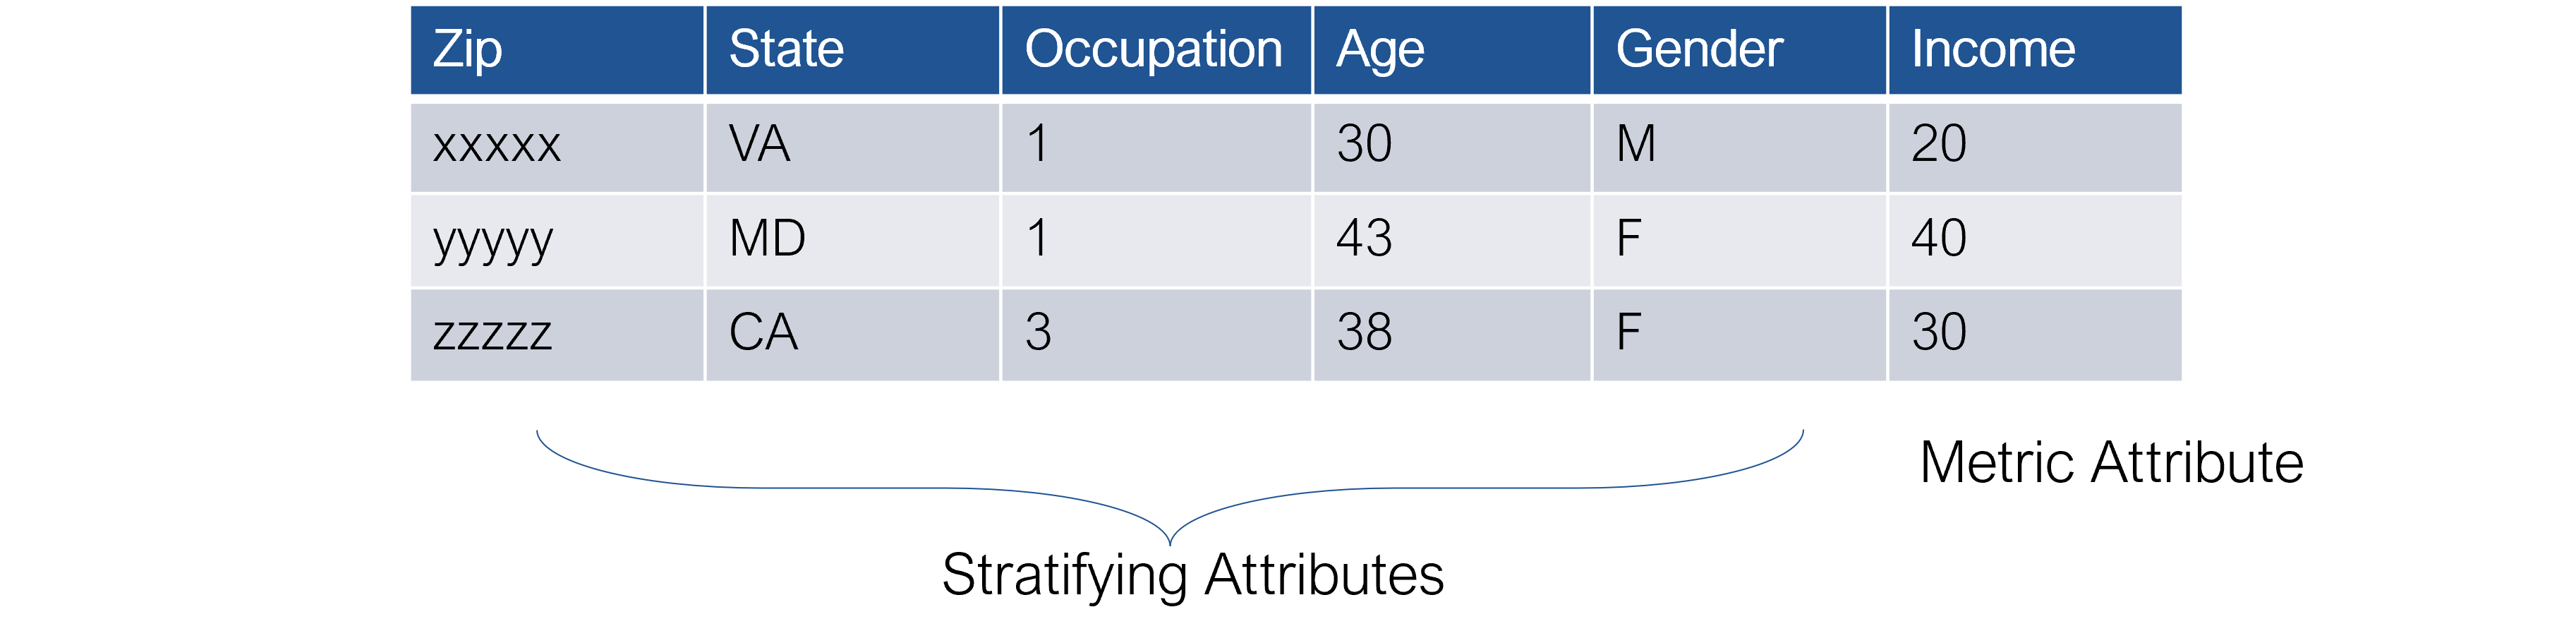 Zip State Occupation Age Gender Income
xxxxx VA 1 30 M 20
yyyyy MD 1 43 F 40
zzzzz CA 3 38 F 30
Metric Attribute
Stratifying Attributes